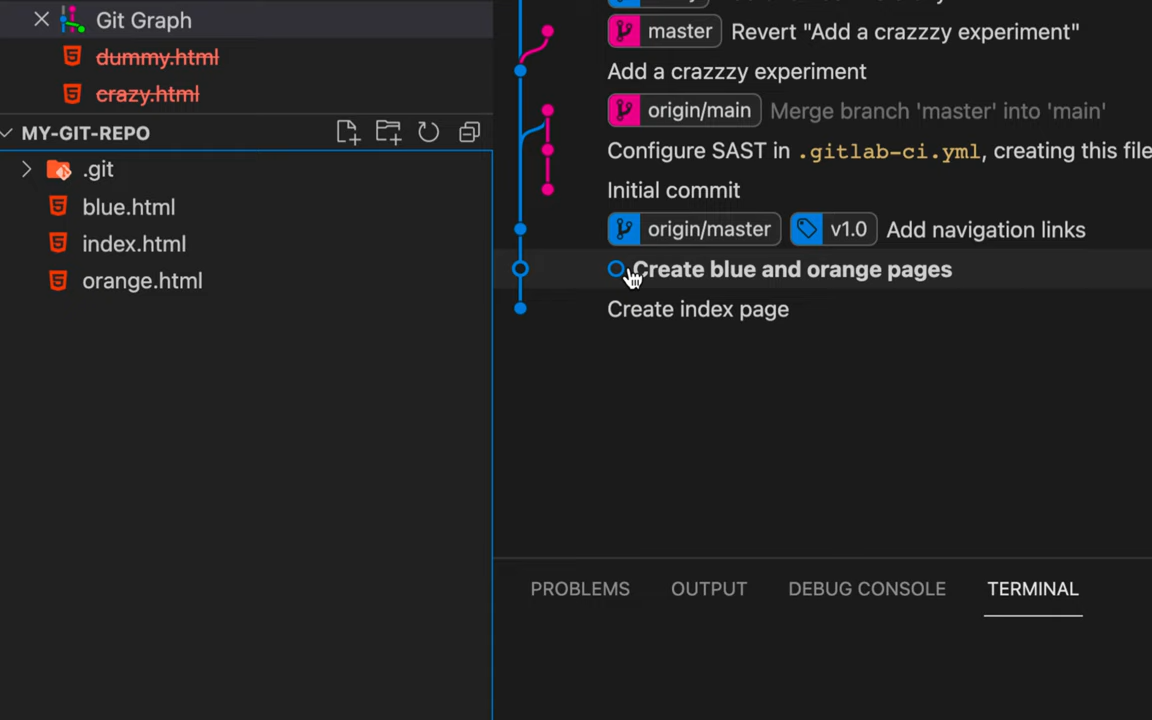 Git Graph
dummy.html
crazy.html
MY-GIT-REPO
.git
blue.html
index.html
orange.html
master Revert "Add a crazzzy experiment"
Add a crazzzy experiment
origin/main Merge branch 'master' into 'main'
Configure SAST in .gitlab-ci.yml, creating this file
Initial commit
origin/master v1.0 Add navigation links
Create blue and orange pages
Create index page
PROBLEMS OUTPUT DEBUG CONSOLE TERMINAL